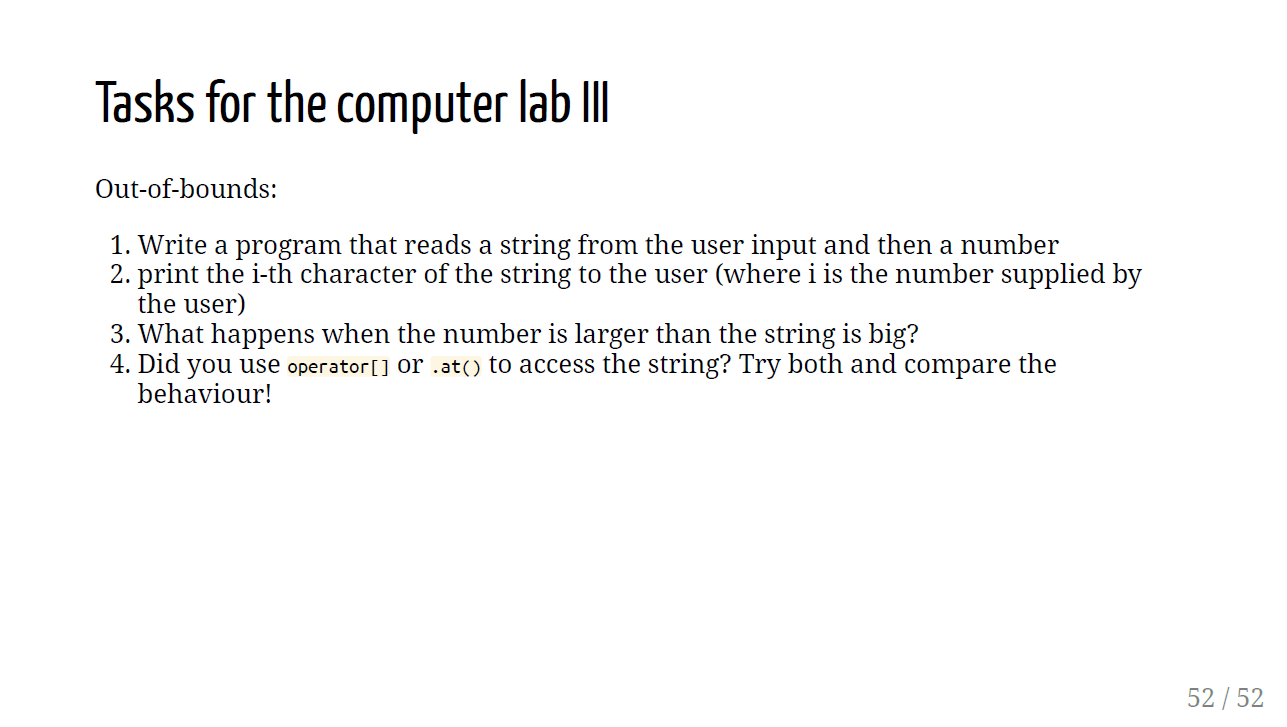 Tasks for the computer lab III
Out-of-bounds:
1. Write a program that reads a string from the user input and then a number
2. print the i-th character of the string to the user (where i is the number supplied by
the user)
3. What happens when the number is larger than the string is big?
4. Did you use operator[] or .at() to access the string? Try both and compare the
behaviour!
52 / 52